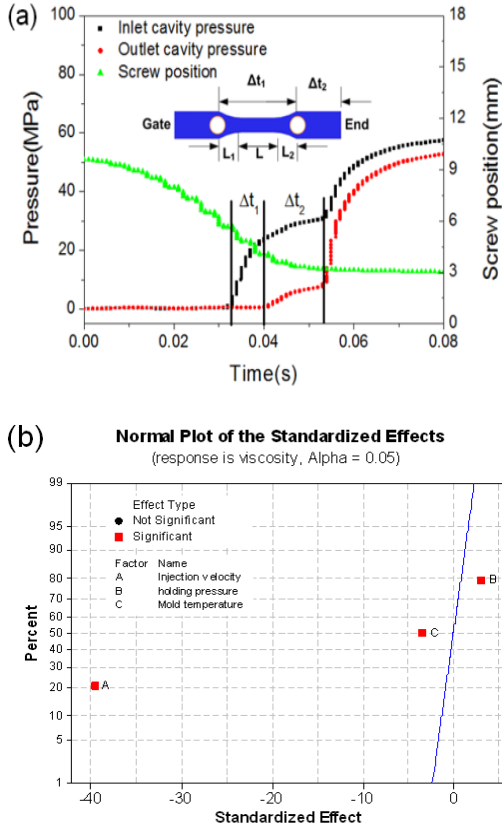 (a)
Inlet cavity pressure
Outlet cavity pressure
Screw position
Δt₁ Δt₂
Gate End
L₁ L L₂
Δt₁ Δt₂
Pressure(MPa)
100
80
60
40
20
0
Screw position(mm)
18
15
12
9
6
3
0
0.00 0.02 0.04 0.06 0.08
Time(s)
(b)
Normal Plot of the Standardized Effects
(response is viscosity, Alpha = 0.05)
Effect Type
Not Significant
Significant
Factor Name
A Injection velocity
B holding pressure
C Mold temperature
A
B
C
Percent
99
95
90
80
70
60
50
40
30
20
10
5
1
-40 -30 -20 -10 0
Standardized Effect